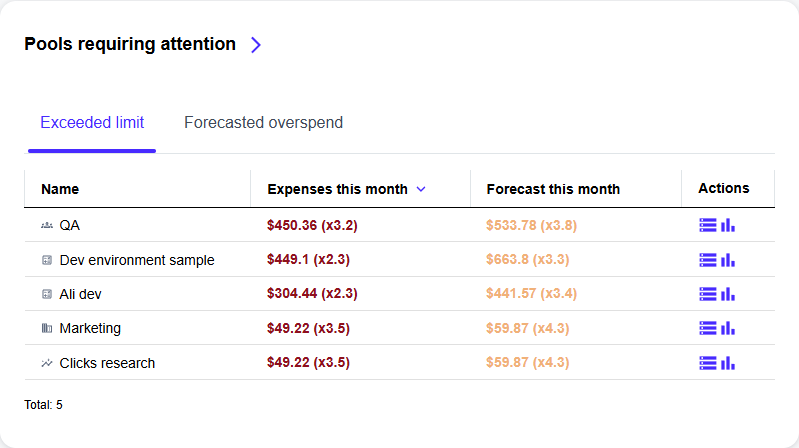 Pools requiring attention
Exceeded limit Forecasted overspend
Name Expenses this month Forecast this month Actions
QA $450.36 (x3.2) $533.78 (x3.8)
Dev environment sample $449.1 (x2.3) $663.8 (x3.3)
Ali dev $304.44 (x2.3) $441.57 (x3.4)
Marketing $49.22 (x3.5) $59.87 (x4.3)
Clicks research $49.22 (x3.5) $59.87 (x4.3)
Total: 5